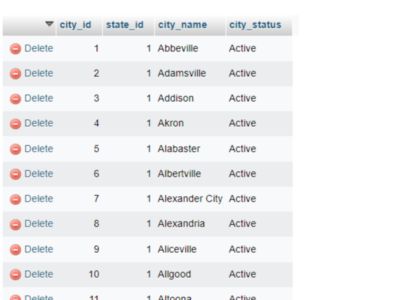 city_id state_id city_name city_status
Delete 1 1 Abbeville Active
Delete 2 1 Adamsville Active
Delete 3 1 Addison Active
Delete 4 1 Akron Active
Delete 5 1 Alabaster Active
Delete 6 1 Albertville Active
Delete 7 1 Alexander City Active
Delete 8 1 Alexandria Active
Delete 9 1 Aliceville Active
Delete 10 1 Allgood Active
Delete 11 1 Altoona Active